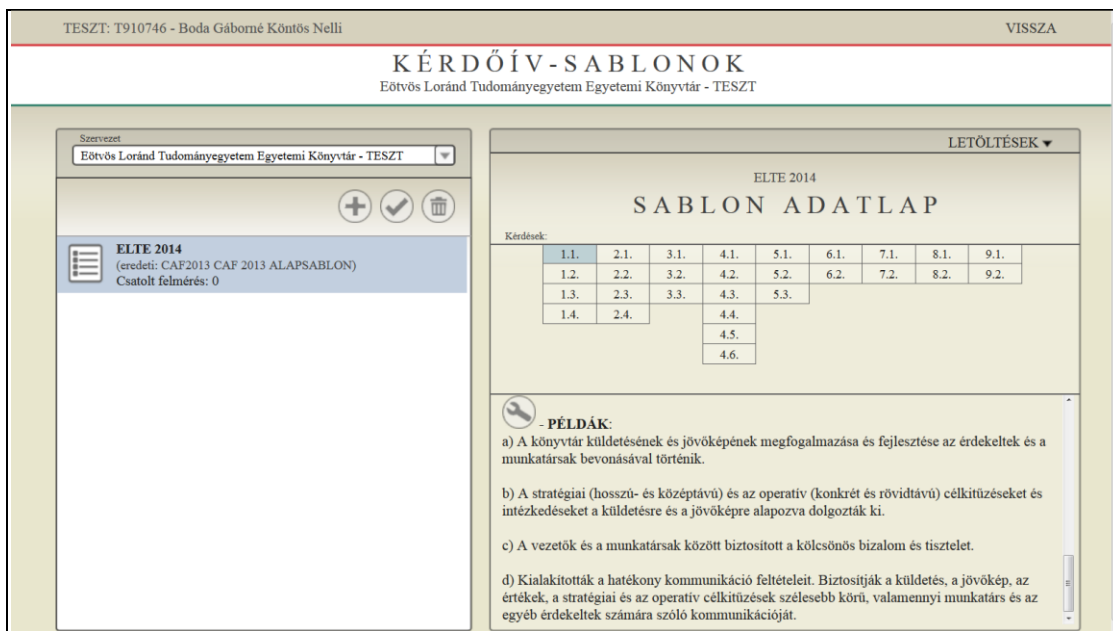 TESZT: T910746 - Boda Gáborné Köntös Nelli
VISSZA
KÉRDŐÍV-SABLONOK
Eötvös Loránd Tudományegyetem Egyetemi Könyvtár - TESZT
Szervezet
Eötvös Loránd Tudományegyetem Egyetemi Könyvtár - TESZT
ELTE 2014
(eredeti: CAF2013 CAF 2013 ALAPSABLON)
Csatolt felmérés: 0
LETÖLTÉSEK
ELTE 2014
SABLON ADATLAP
Kérdések:
1.1. 2.1. 3.1. 4.1. 5.1. 6.1. 7.1. 8.1. 9.1.
1.2. 2.2. 3.2. 4.2. 5.2. 6.2. 7.2. 8.2. 9.2.
1.3. 2.3. 3.3. 4.3. 5.3.
1.4. 2.4. 4.4.
4.5.
4.6.
- PÉLDÁK:
a) A könyvtár küldetésének és jövőképének megfogalmazása és fejlesztése az érdekeltek és a
munkatársak bevonásával történik.
b) A stratégiai (hosszú- és középtávú) és az operatív (konkrét és rövidtávú) célkitűzéseket és
intézkedéseket a küldetésre és a jövőképre alapozva dolgozták ki.
c) A vezetők és a munkatársak között biztosított a kölcsönös bizalom és tisztelet.
d) Kialakították a hatékony kommunikáció feltételeit. Biztosítják a küldetés, a jövőkép, az
értékek, a stratégiai és az operatív célkitűzések szélesebb körű, valamennyi munkatárs és az
egyéb érdekeltek számára szóló kommunikációját.